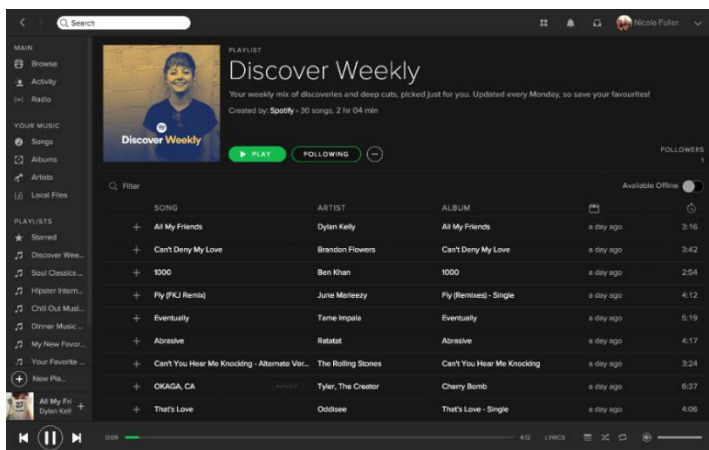 Search
Nicola Fuller
MAIN
Browse
Activity
Radio
YOUR MUSIC
Songs
Albums
Artists
Local Files
PLAYLISTS
Starred
Discover Wee...
Soul Classics ...
Hipster Intern...
Chill Out Musi...
Dinner Music ...
My New Favor...
Your Favorite ...
New Pla...
All My Fri
Dylan Kell
Discover Weekly
PLAYLIST
Discover Weekly
Your weekly mix of discoveries and deep cuts, picked just for you. Updated every Monday, so save your favourites!
Created by: Spotify • 30 songs, 2 hr 04 min
PLAY FOLLOWING
FOLLOWERS
1
Filter Available Offline
SONG ARTIST ALBUM
All My Friends Dylan Kelly All My Friends a day ago 3:16
Can't Deny My Love Brandon Flowers Can't Deny My Love a day ago 3:42
1000 Ben Khan 1000 a day ago 2:54
Fly (FKJ Remix) June Marieezy Fly (Remixes) - Single a day ago 4:12
Eventually Tame Impala Eventually a day ago 5:19
Abrasive Ratatat Abrasive a day ago 4:17
Can't You Hear Me Knocking - Alternate Ver... The Rolling Stones Can't You Hear Me Knocking a day ago 3:24
OKAGA, CA EXPLICIT Tyler, The Creator Cherry Bomb a day ago 6:37
That's Love Oddisee That's Love - Single a day ago 4:06
0:09 4:12 LYRICS